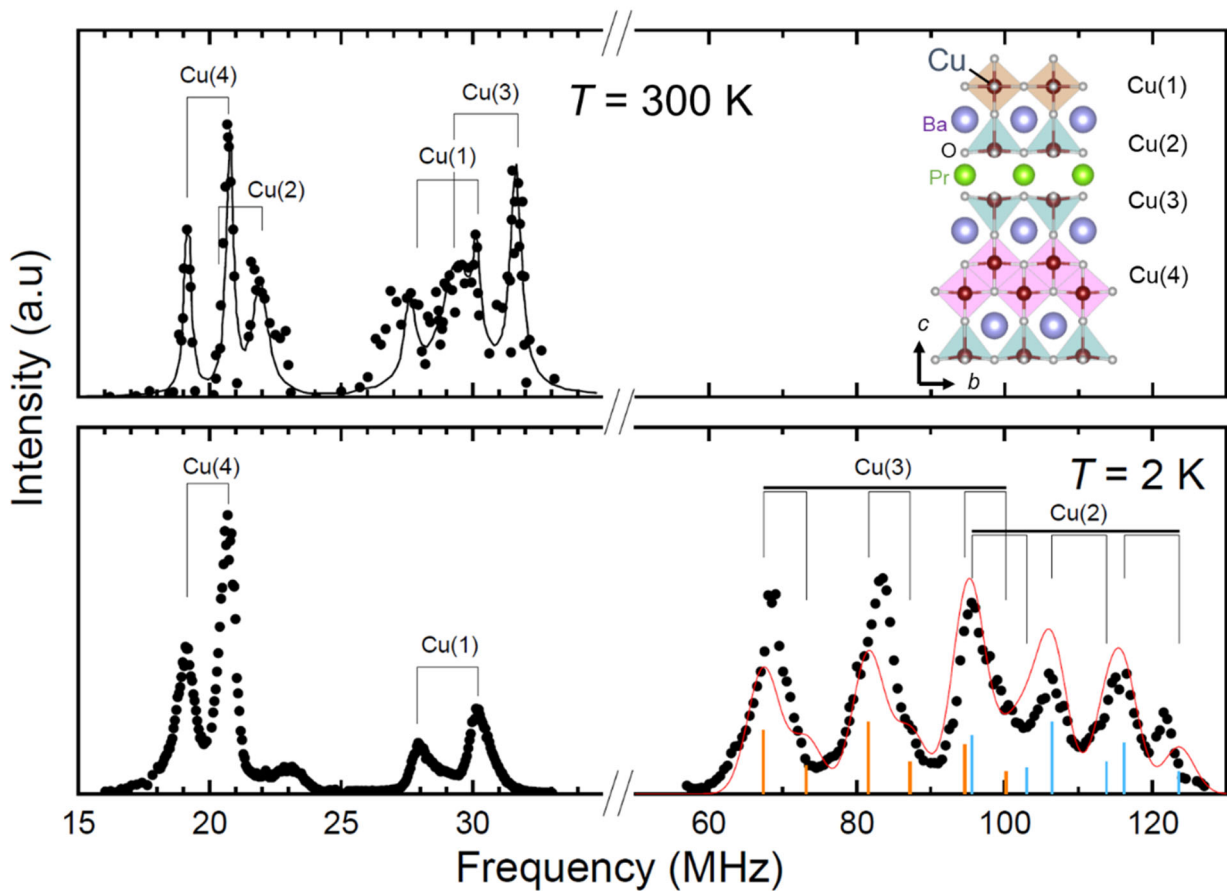 Cu(4)
Cu(2)
Cu(1)
Cu(3)
T = 300 K
Cu
Ba
O
Pr
Cu(1)
Cu(2)
Cu(3)
Cu(4)
c
b
Intensity (a.u)
Cu(4)
Cu(1)
Cu(3)
T = 2 K
Cu(2)
15 20 25 30 60 80 100 120
Frequency (MHz)